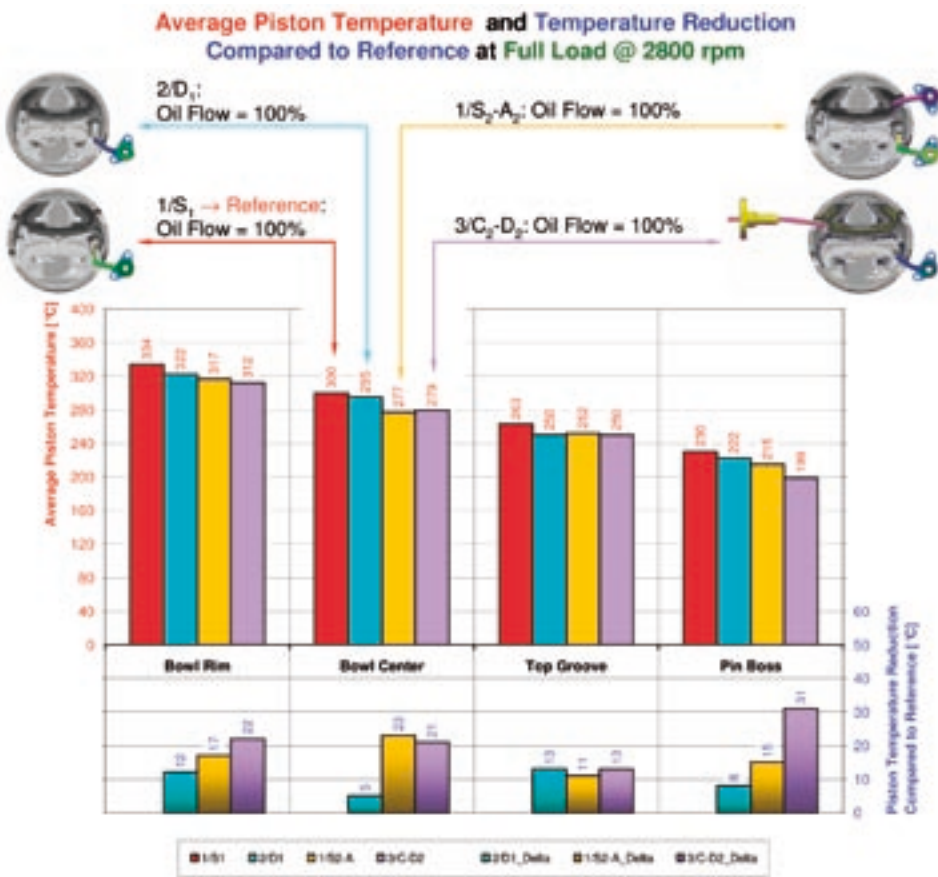 Average Piston Temperature and Temperature Reduction
Compared to Reference at Full Load @ 2800 rpm
2/D1:
Oil Flow = 100%
1/S2-A2: Oil Flow = 100%
1/S1 → Reference:
Oil Flow = 100%
3/C2-D2: Oil Flow = 100%
Average Piston Temperature [°C]
400
360
320
280
240
200
160
120
80
40
0
334
322
317
312
300
295
277
279
263
250
252
250
230
222
215
199
Bowl Rim
Bowl Center
Top Groove
Pin Boss
Piston Temperature Reduction
Compared to Reference [°C]
60
50
40
30
20
10
0
12
17
22
5
23
21
13
11
13
8
15
31
1/S1
2/D1
1/S2-A
3/C-D2
2/D1_Delta
1/S2-A_Delta
3/C-D2_Delta